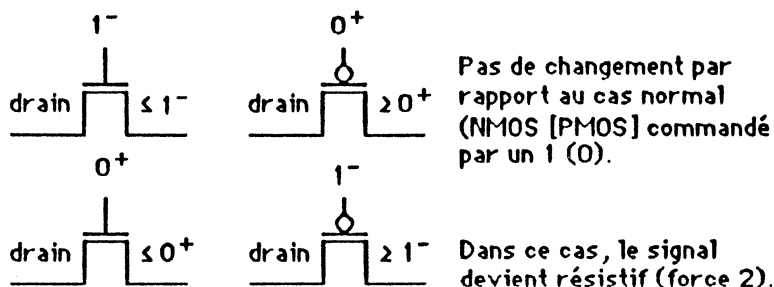 1⁻ 0⁺
drain ≤1⁻ drain ≥0⁺
Pas de changement par
rapport au cas normal
(NMOS [PMOS] commandé
par un 1 (0).
0⁺ 1⁻
drain ≤0⁺ drain ≥1⁻
Dans ce cas, le signal
devient résistif (force 2).